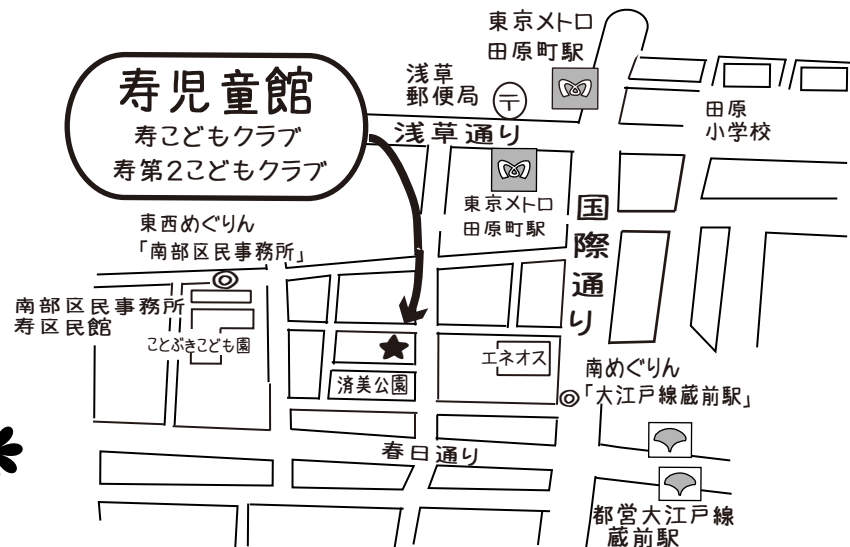 東京メトロ
田原町駅
寿児童館
寿こどもクラブ
寿第2こどもクラブ
浅草
郵便局
〒
田原
小学校
浅草通り
東京メトロ
田原町駅
国際通り
東西めぐりん
「南部区民事務所」
南部区民事務所
寿区民館
ことぶきこども園
エネオス
済美公園
南めぐりん
「大江戸線蔵前駅」
春日通り
都営大江戸線
蔵前駅